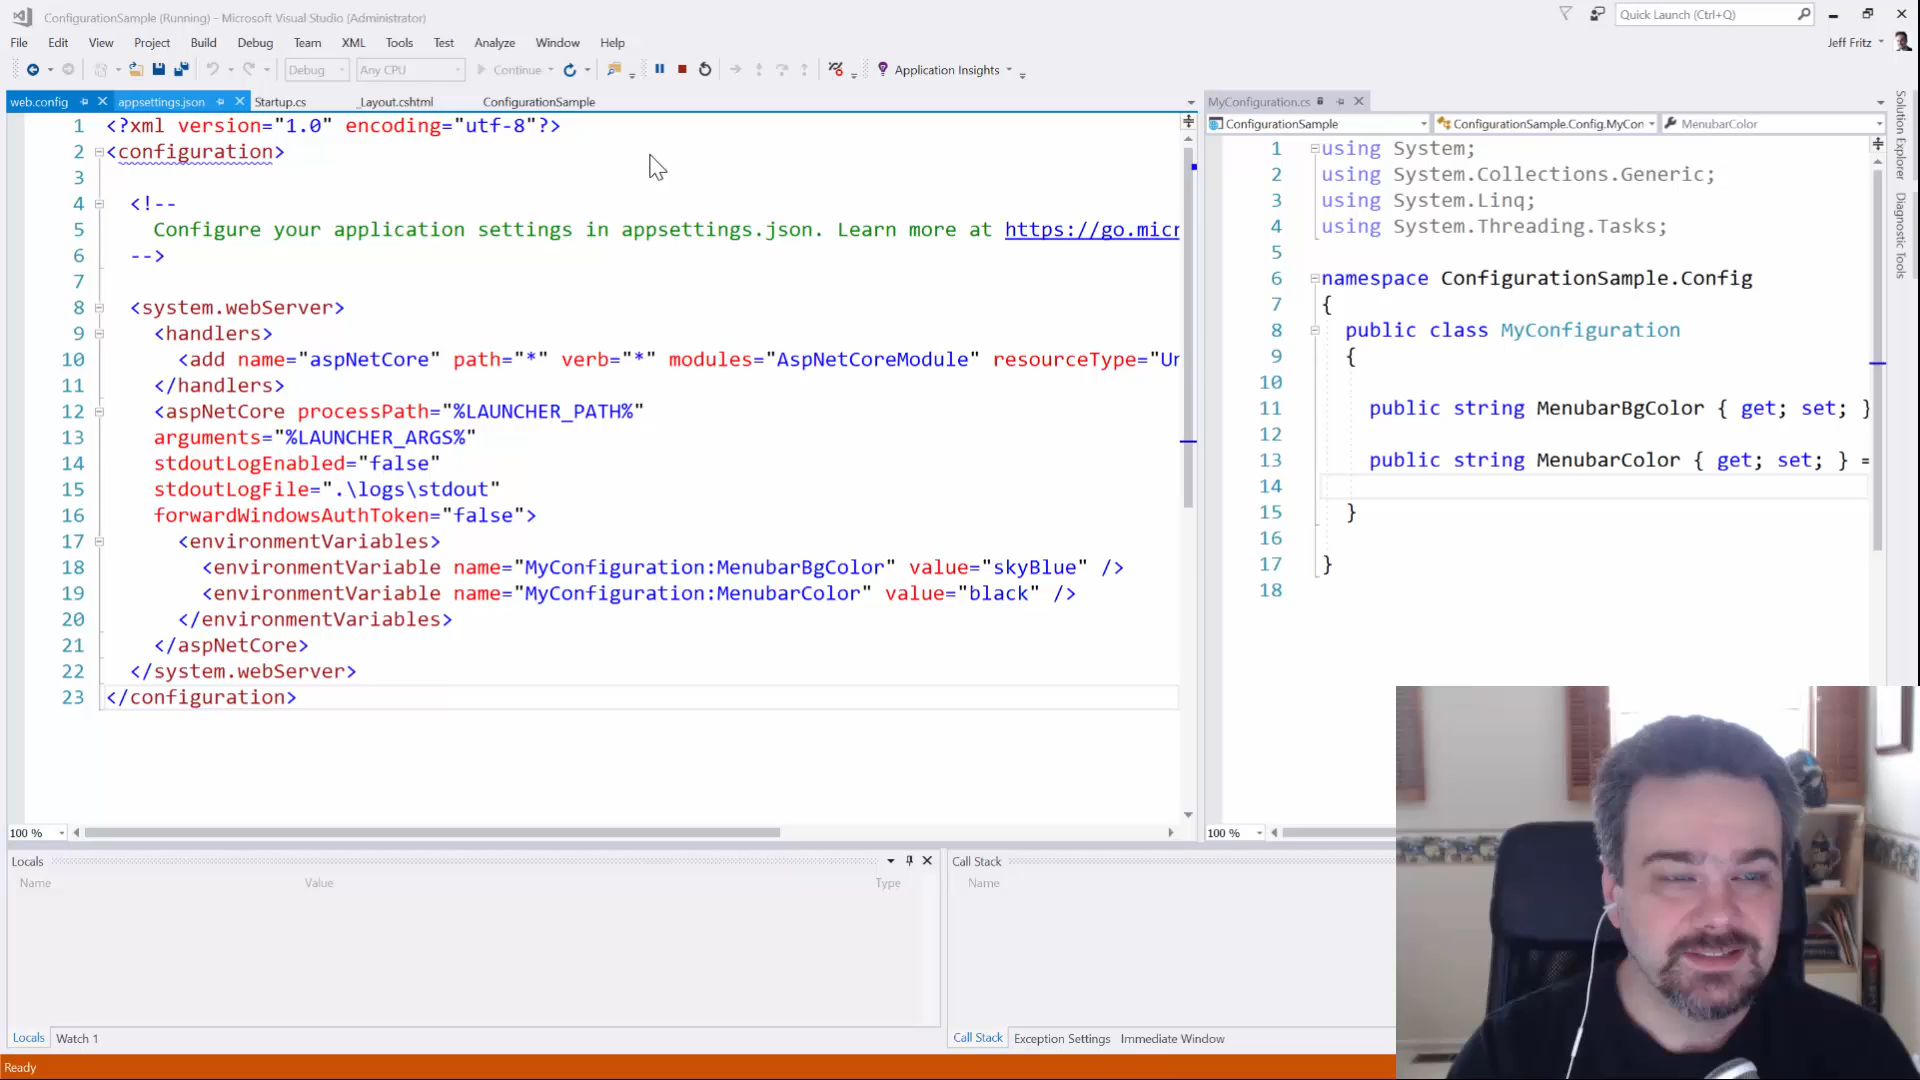 ConfigurationSample (Running) - Microsoft Visual Studio (Administrator)
Quick Launch (Ctrl+Q)
File Edit View Project Build Debug Team XML Tools Test Analyze Window Help
Jeff Fritz
Debug Any CPU Continue Application Insights
web.config appsettings.json Startup.cs _Layout.cshtml ConfigurationSample
1 <?xml version="1.0" encoding="utf-8"?>
2 <configuration>
3
4 <!--
5 Configure your application settings in appsettings.json. Learn more at https://go.micr
6 -->
7
8 <system.webServer>
9 <handlers>
10 <add name="aspNetCore" path="*" verb="*" modules="AspNetCoreModule" resourceType="Un
11 </handlers>
12 <aspNetCore processPath="%LAUNCHER_PATH%"
13 arguments="%LAUNCHER_ARGS%"
14 stdoutLogEnabled="false"
15 stdoutLogFile=".\logs\stdout"
16 forwardWindowsAuthToken="false">
17 <environmentVariables>
18 <environmentVariable name="MyConfiguration:MenubarBgColor" value="skyBlue" />
19 <environmentVariable name="MyConfiguration:MenubarColor" value="black" />
20 </environmentVariables>
21 </aspNetCore>
22 </system.webServer>
23 </configuration>
100 %
MyConfiguration.cs
ConfigurationSample ConfigurationSample.Config.MyCon MenubarColor
1 using System;
2 using System.Collections.Generic;
3 using System.Linq;
4 using System.Threading.Tasks;
5
6 namespace ConfigurationSample.Config
7 {
8 public class MyConfiguration
9 {
10
11 public string MenubarBgColor { get; set; }
12
13 public string MenubarColor { get; set; } =
14
15 }
16
17 }
18
100 %
Solution Explorer
Diagnostic Tools
Locals
Name Value Type
Locals Watch 1
Call Stack
Name
Call Stack Exception Settings Immediate Window
Ready